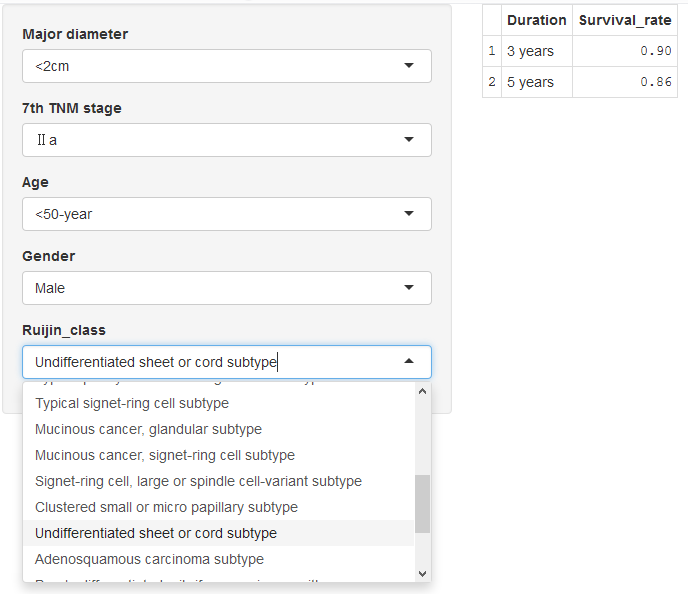 Major diameter
<2cm
7th TNM stage
Ⅱa
Age
<50-year
Gender
Male
Ruijin_class
Undifferentiated sheet or cord subtype
Typical signet-ring cell subtype
Mucinous cancer, glandular subtype
Mucinous cancer, signet-ring cell subtype
Signet-ring cell, large or spindle cell-variant subtype
Clustered small or micro papillary subtype
Undifferentiated sheet or cord subtype
Adenosquamous carcinoma subtype
Duration Survival_rate
1 3 years 0.90
2 5 years 0.86